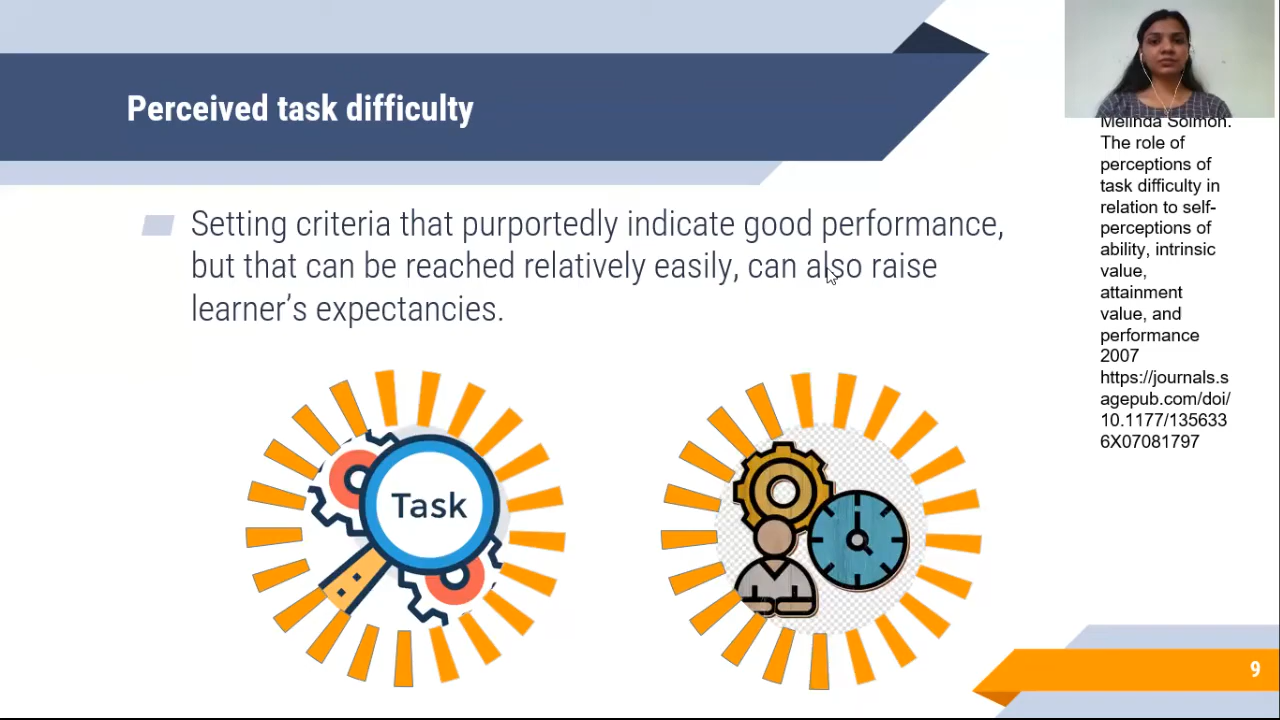 Perceived task difficulty
Setting criteria that purportedly indicate good performance,
but that can be reached relatively easily, can also raise
learner’s expectancies.
Task
Melinda Solmon.
The role of
perceptions of
task difficulty in
relation to self-
perceptions of
ability, intrinsic
value,
attainment
value, and
performance
2007
https://journals.s
agepub.com/doi/
10.1177/135633
6X07081797
9